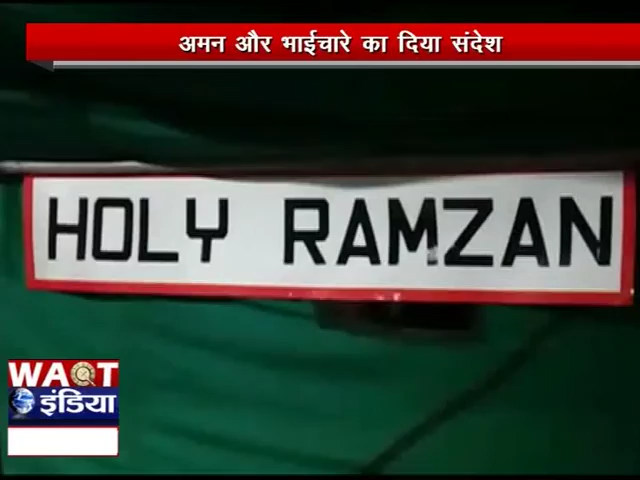 अमन और भाईचारे का दिया संदेश
HOLY RAMZAN
WAQT
इंडिया